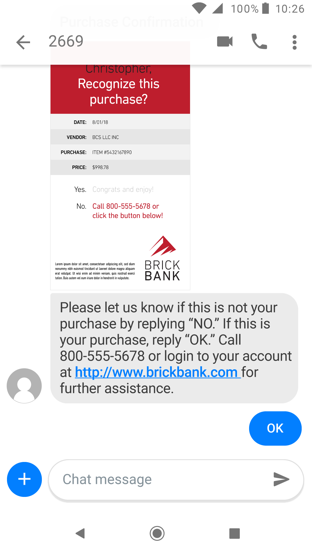 100% 10:26
2669
Christopher,
Recognize this
purchase?
DATE: 8/01/18
VENDOR: BCS LLC INC
PURCHASE: ITEM #5432167890
PRICE: $998.78
Yes. Congrats and enjoy!
No. Call 800-555-5678 or
click the button below!
BRICK
BANK
Please let us know if this is not your
purchase by replying “NO.” If this is
your purchase, reply “OK.” Call
800-555-5678 or login to your account
at http://www.brickbank.com for
further assistance.
OK
Chat message